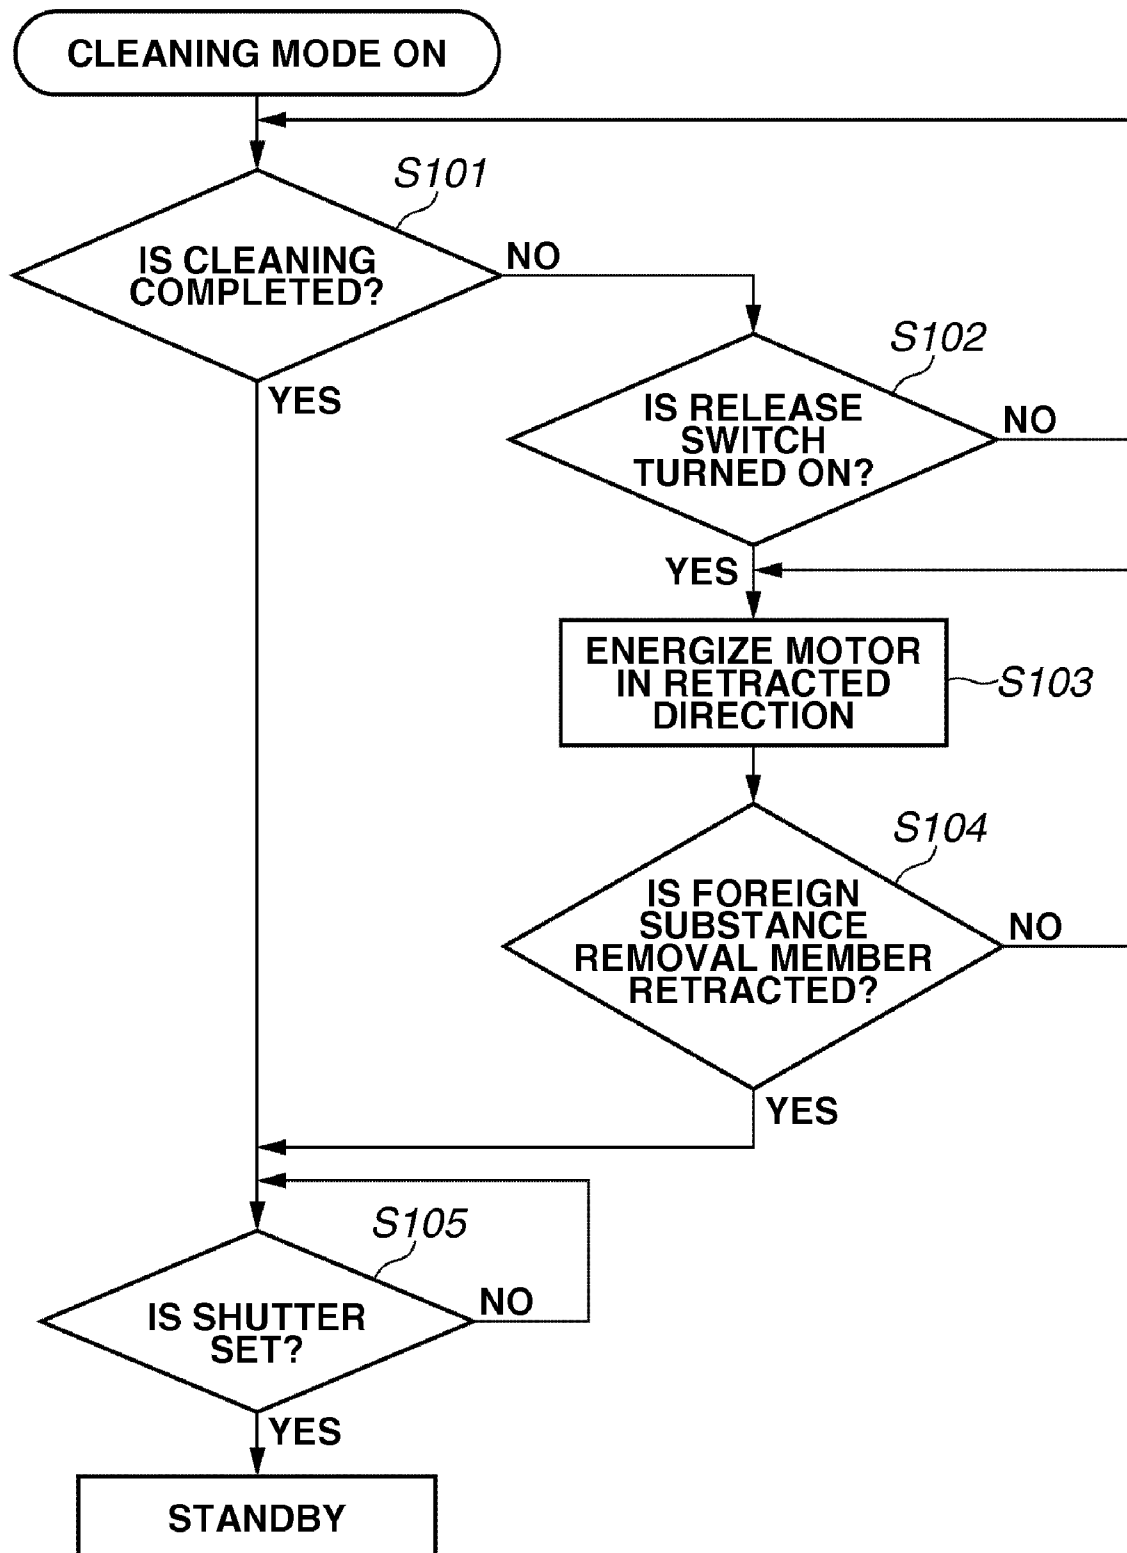 CLEANING MODE ON
S101
IS CLEANING
COMPLETED?
NO
YES
S102
IS RELEASE
SWITCH
TURNED ON?
NO
YES
ENERGIZE MOTOR
IN RETRACTED
DIRECTION
S103
S104
IS FOREIGN
SUBSTANCE
REMOVAL MEMBER
RETRACTED?
NO
YES
S105
IS SHUTTER
SET?
NO
YES
STANDBY